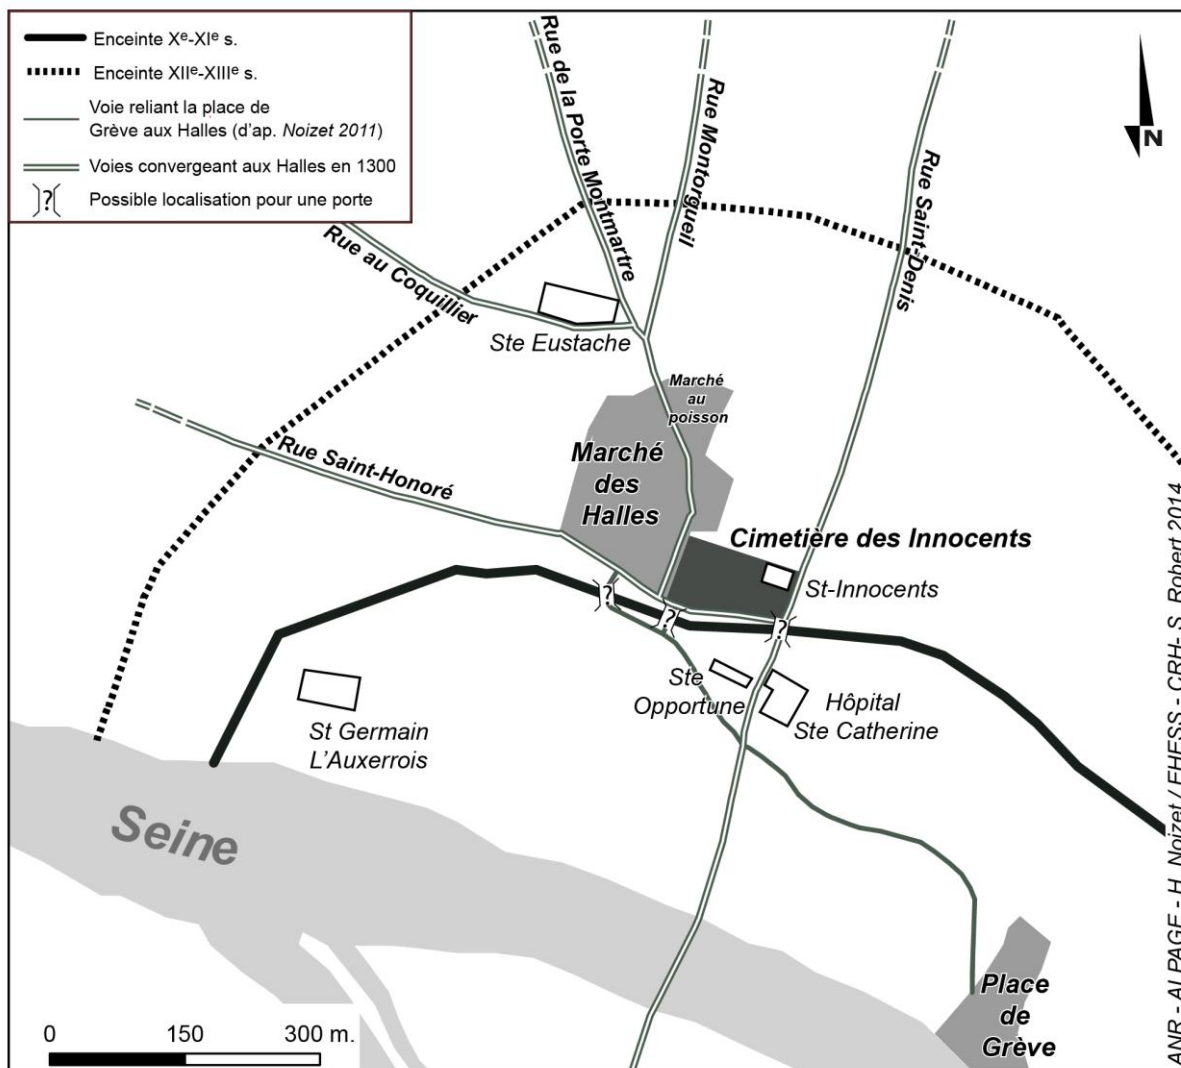 Enceinte Xᵉ-XIᵉ s.
Enceinte XIIᵉ-XIIIᵉ s.
Voie reliant la place de
Grève aux Halles (d'ap. Noizet 2011)
Voies convergeant aux Halles en 1300
?
Possible localisation pour une porte
N
Rue de la Porte Montmartre
Rue Montorgueil
Rue Saint-Denis
Rue au Coquillier
Ste Eustache
Marché
au
poisson
Rue Saint-Honoré
Marché
des
Halles
Cimetière des Innocents
St-Innocents
?
?
?
Ste
Opportune
Hôpital
Ste Catherine
St Germain
L'Auxerrois
Seine
Place
de
Grève
0 150 300 m.
ANR - ALPAGE - H. Noizet / EHESS - CRH- S. Robert 2014